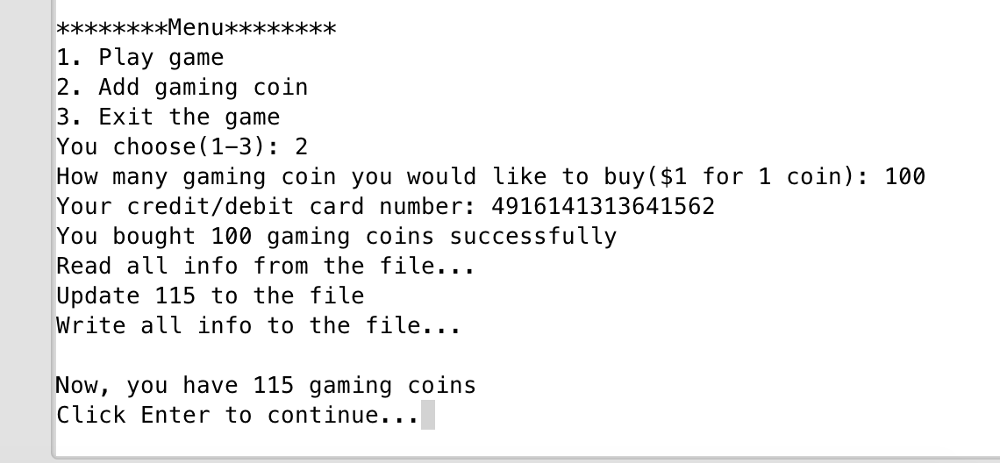 ********Menu********
1. Play game
2. Add gaming coin
3. Exit the game
You choose(1-3): 2
How many gaming coin you would like to buy($1 for 1 coin): 100
Your credit/debit card number: 4916141313641562
You bought 100 gaming coins successfully
Read all info from the file...
Update 115 to the file
Write all info to the file...
Now, you have 115 gaming coins
Click Enter to continue...